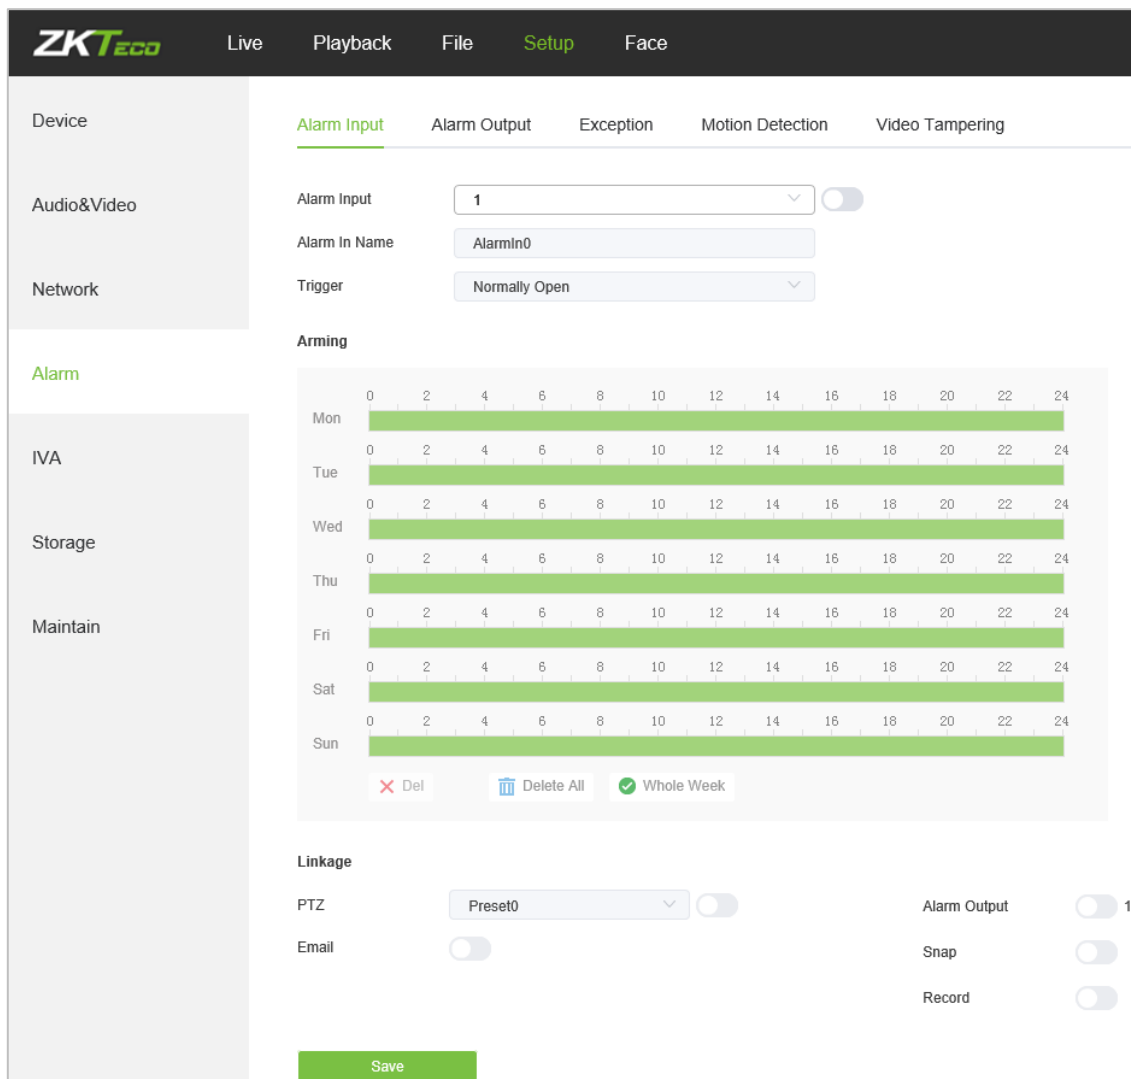 ZKTECO Live Playback File Setup Face
Device
Audio&Video
Network
Alarm
IVA
Storage
Maintain
Alarm Input Alarm Output Exception Motion Detection Video Tampering
Alarm Input 1
Alarm In Name AlarmIn0
Trigger Normally Open
Arming
0 2 4 6 8 10 12 14 16 18 20 22 24
Mon
0 2 4 6 8 10 12 14 16 18 20 22 24
Tue
0 2 4 6 8 10 12 14 16 18 20 22 24
Wed
0 2 4 6 8 10 12 14 16 18 20 22 24
Thu
0 2 4 6 8 10 12 14 16 18 20 22 24
Fri
0 2 4 6 8 10 12 14 16 18 20 22 24
Sat
0 2 4 6 8 10 12 14 16 18 20 22 24
Sun
Del Delete All Whole Week
Linkage
PTZ Preset0 Alarm Output 1
Email
Snap
Record
Save